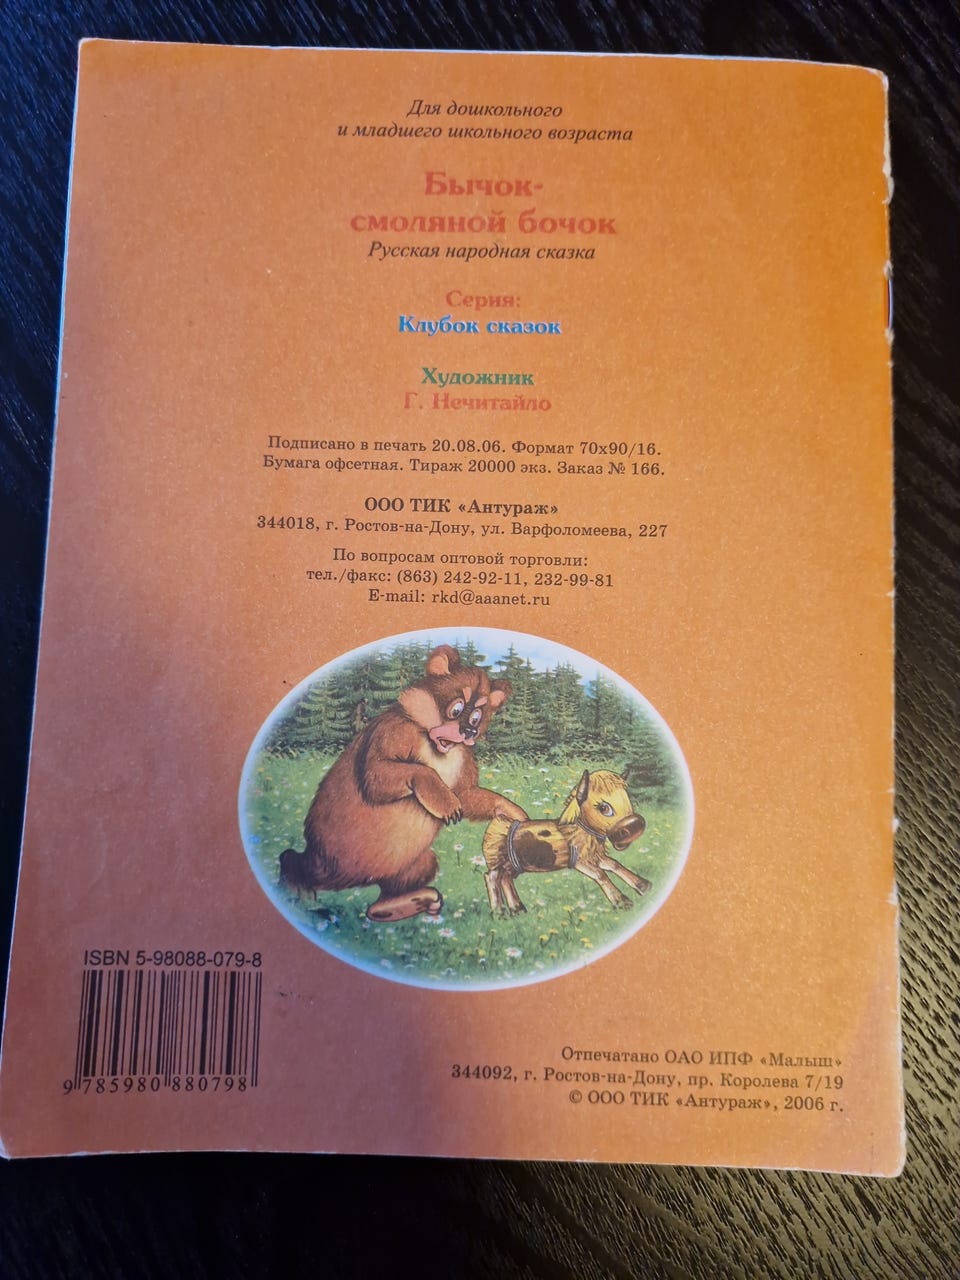 Для дошкольного
и младшего школьного возраста
Бычок-
смоляной бочок
Русская народная сказка
Серия:
Клубок сказок
Художник
Г. Нечитайло
Подписано в печать 20.08.06. Формат 70х90/16.
Бумага офсетная. Тираж 20000 экз. Заказ № 166.
ООО ТИК «Антураж»
344018, г. Ростов-на-Дону, ул. Варфоломеева, 227
По вопросам оптовой торговли:
тел./факс: (863) 242-92-11, 232-99-81
E-mail: rkd@aaanet.ru
ISBN 5-98088-079-8
9 785980 880798
Отпечатано ОАО ИПФ «Малыш»
344092, г. Ростов-на-Дону, пр. Королева 7/19
© ООО ТИК «Антураж», 2006 г.